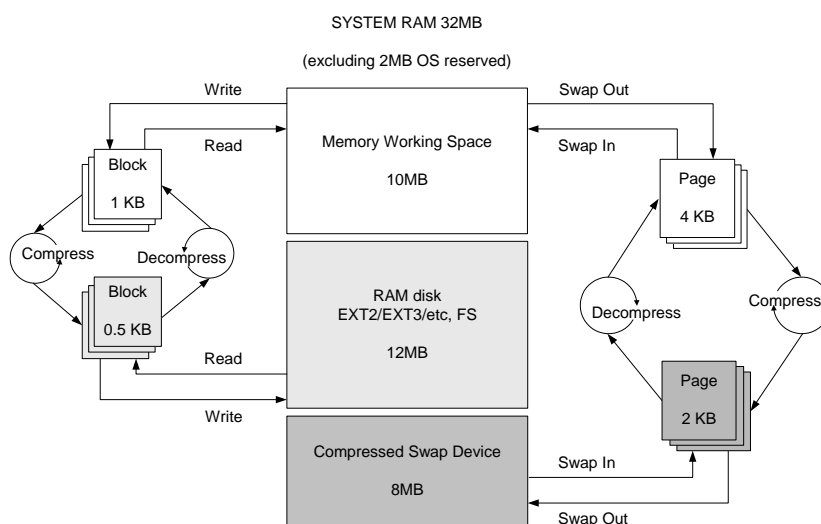 SYSTEM RAM 32MB
(excluding 2MB OS reserved)
Write
Swap Out
Read
Memory Working Space
Swap In
10MB
Block
1 KB
Page
4 KB
Compress
Decompress
Block
0.5 KB
RAM disk
EXT2/EXT3/etc, FS
12MB
Decompress
Compress
Read
Write
Page
2 KB
Compressed Swap Device
8MB
Swap In
Swap Out